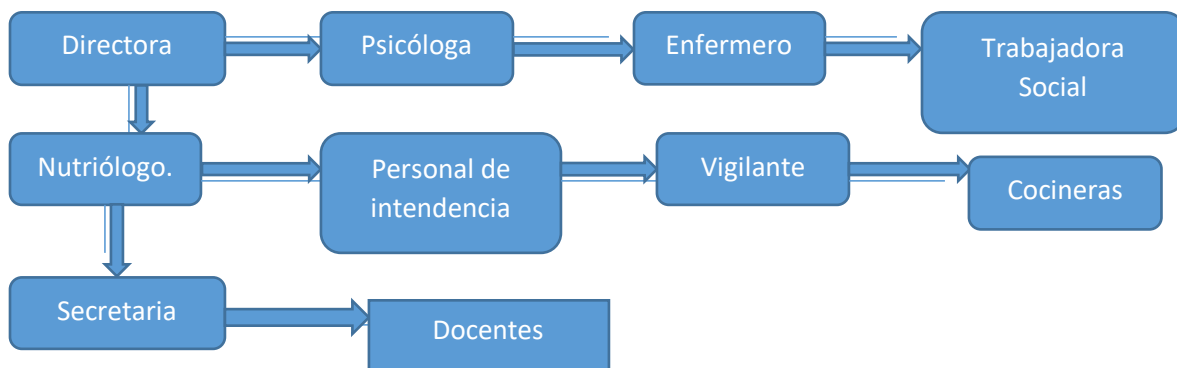 Directora
Psicóloga
Enfermero
Trabajadora
Social
Nutriólogo.
Personal de
intendencia
Vigilante
Cocineras
Secretaria
Docentes